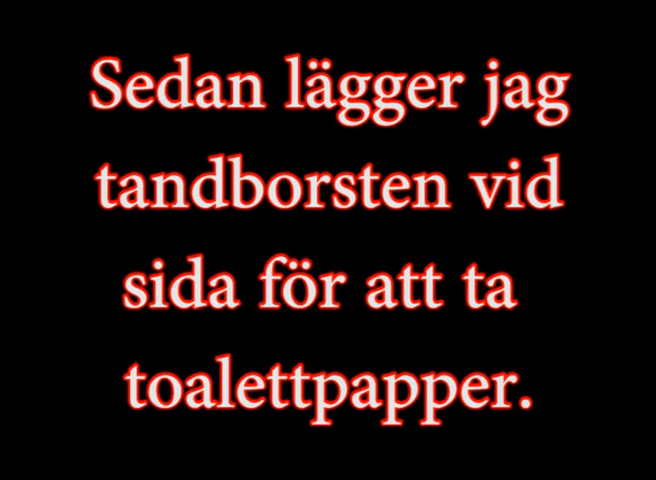 Sedan lägger jag
tandborsten vid
sida för att ta
toalettpapper.